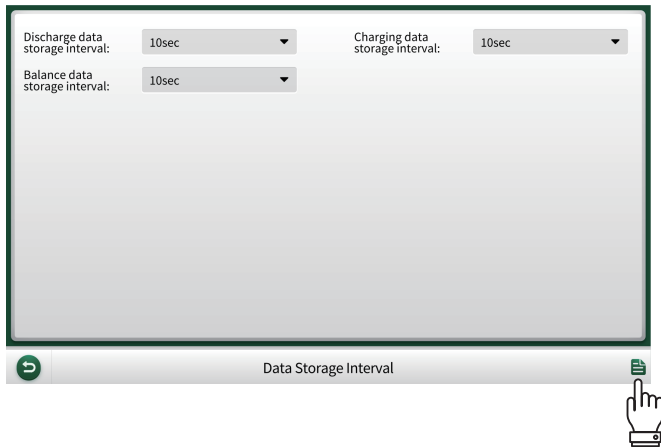 Discharge data
storage interval:
10sec
Charging data
storage interval:
10sec
Balance data
storage interval:
10sec
Data Storage Interval